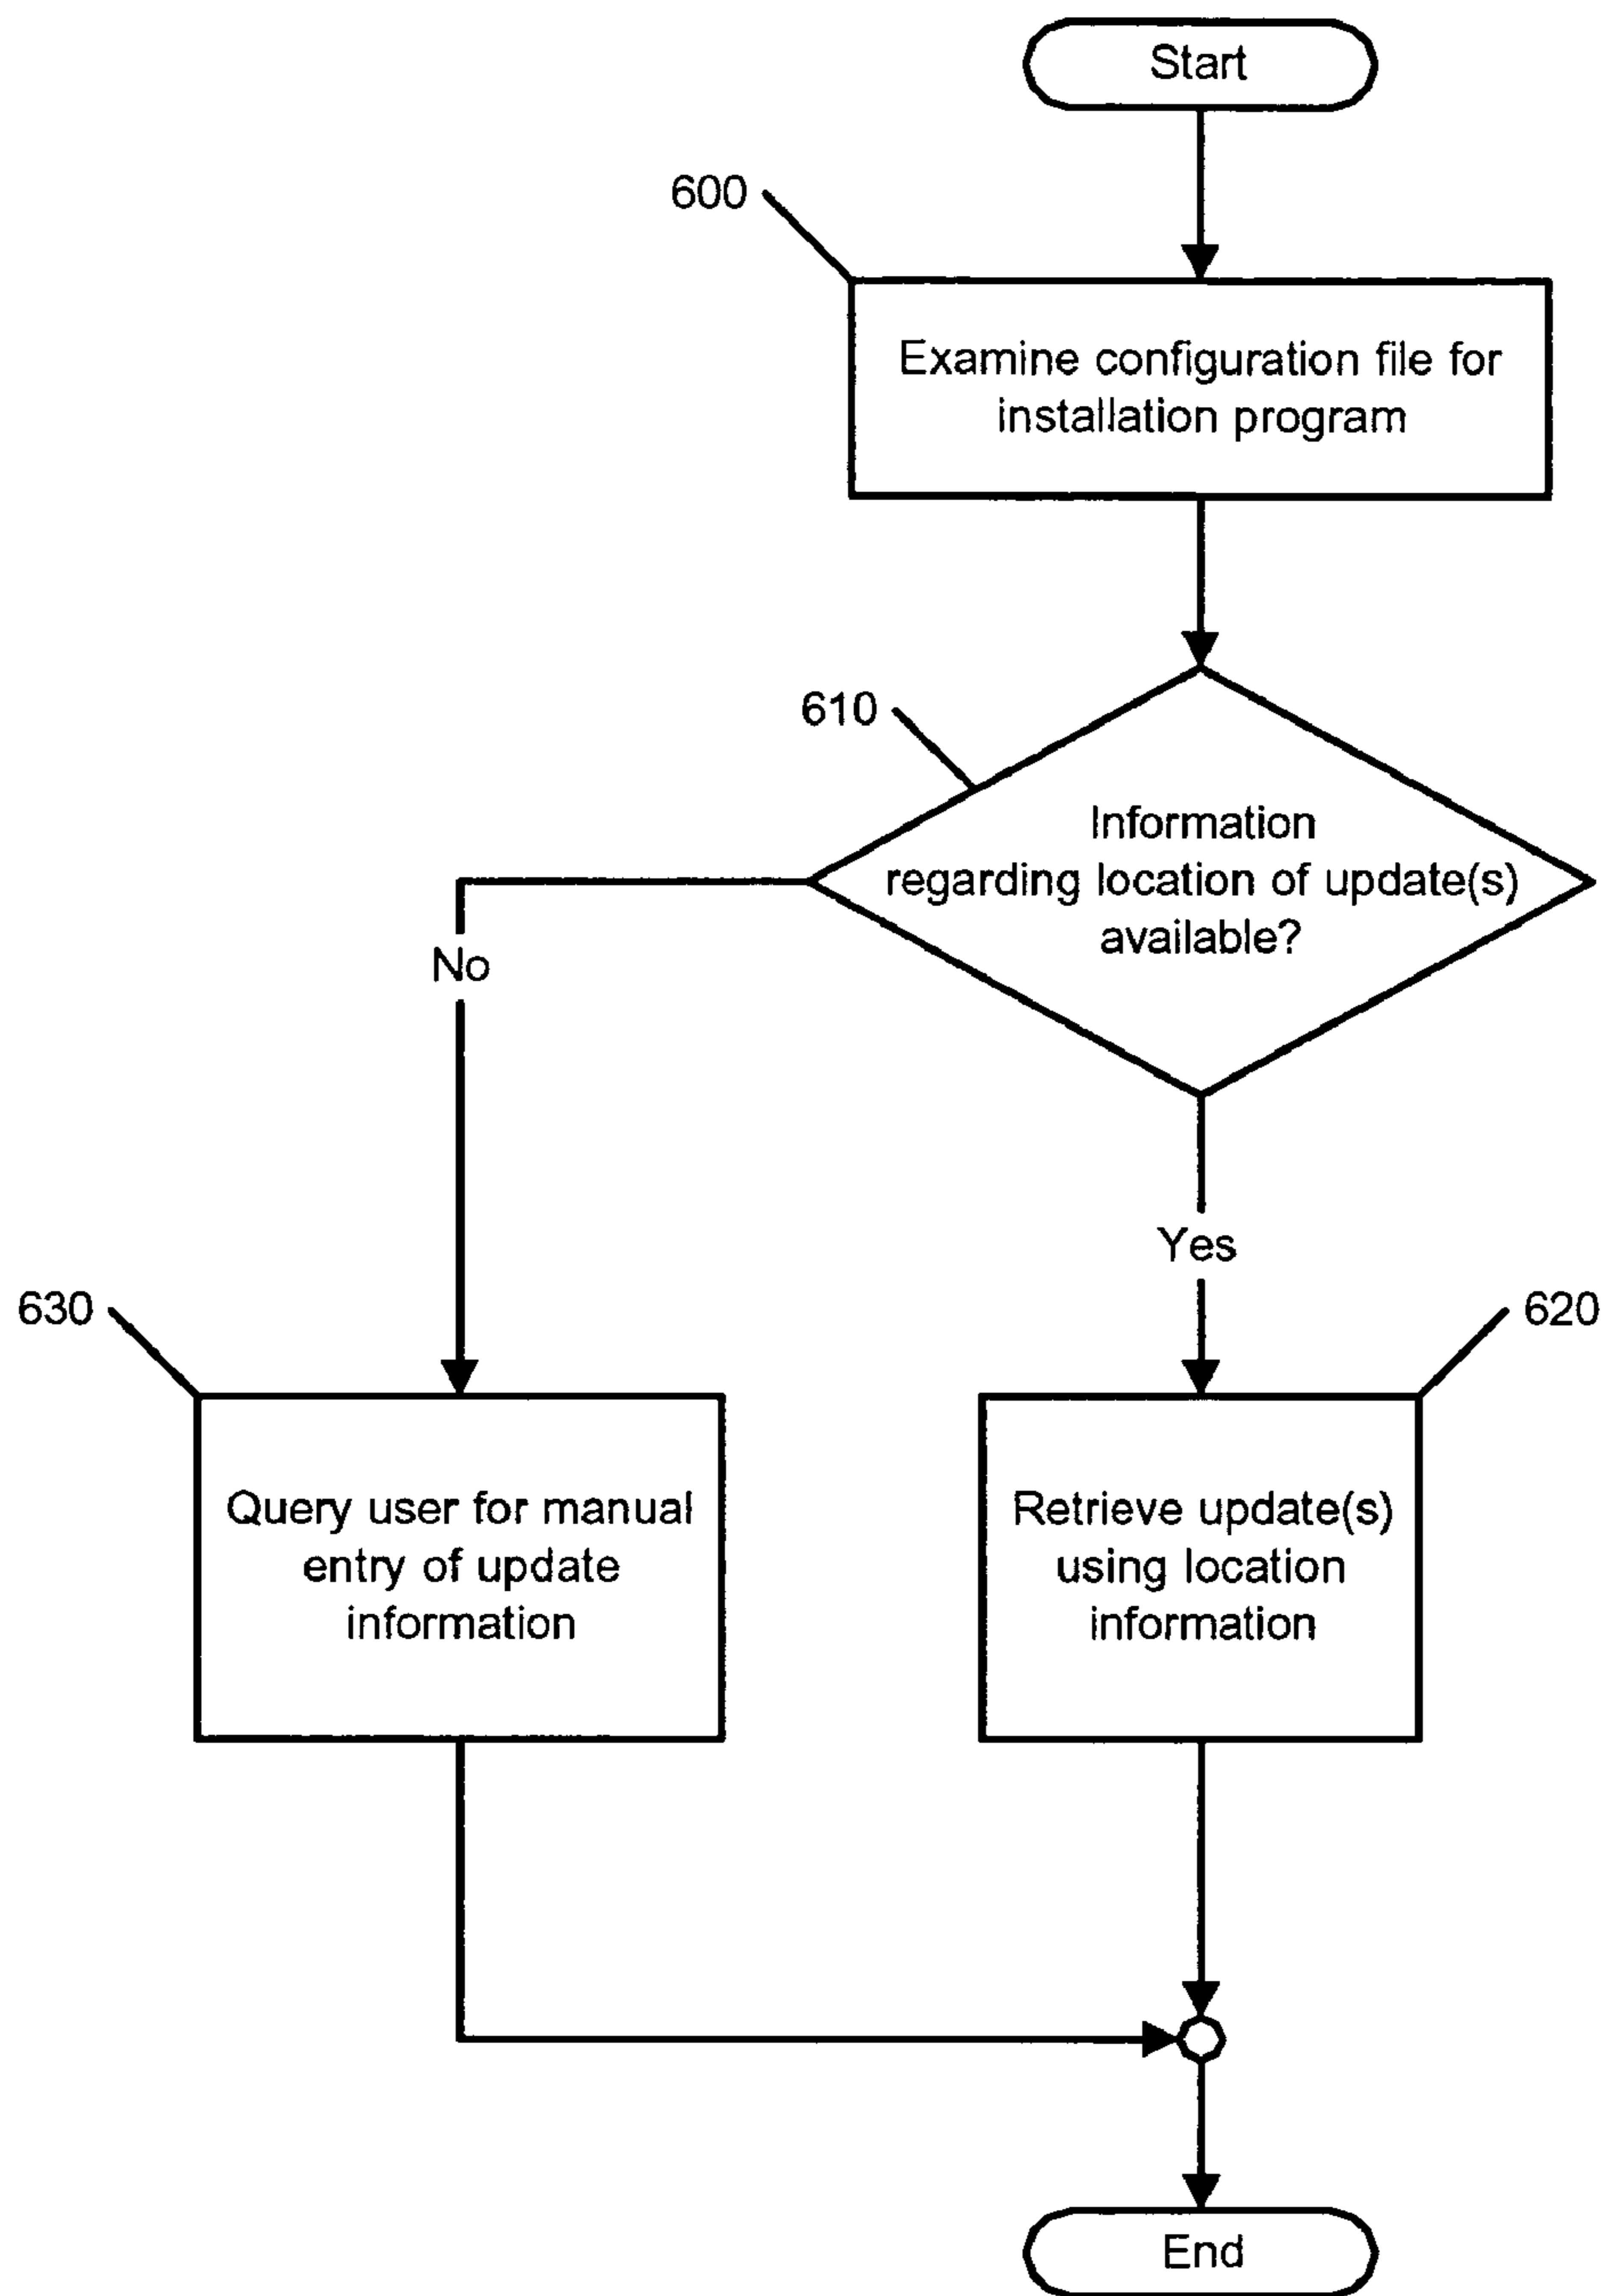 Start
600
Examine configuration file for
installation program
610
Information
regarding location of update(s)
available?
No
Yes
630
620
Query user for manual
entry of update
information
Retrieve update(s)
using location
information
End